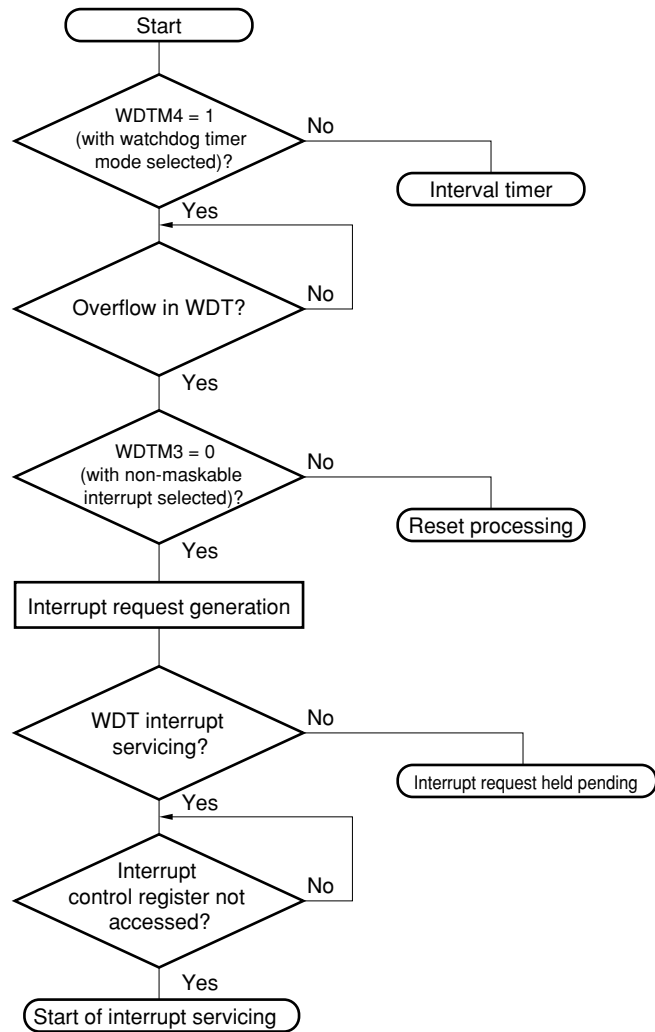 Start
WDTM4 = 1
(with watchdog timer
mode selected)?
No
Interval timer
Yes
Overflow in WDT?
No
Yes
WDTM3 = 0
(with non-maskable
interrupt selected)?
No
Reset processing
Yes
Interrupt request generation
WDT interrupt
servicing?
No
Interrupt request held pending
Yes
Interrupt
control register not
accessed?
No
Yes
Start of interrupt servicing